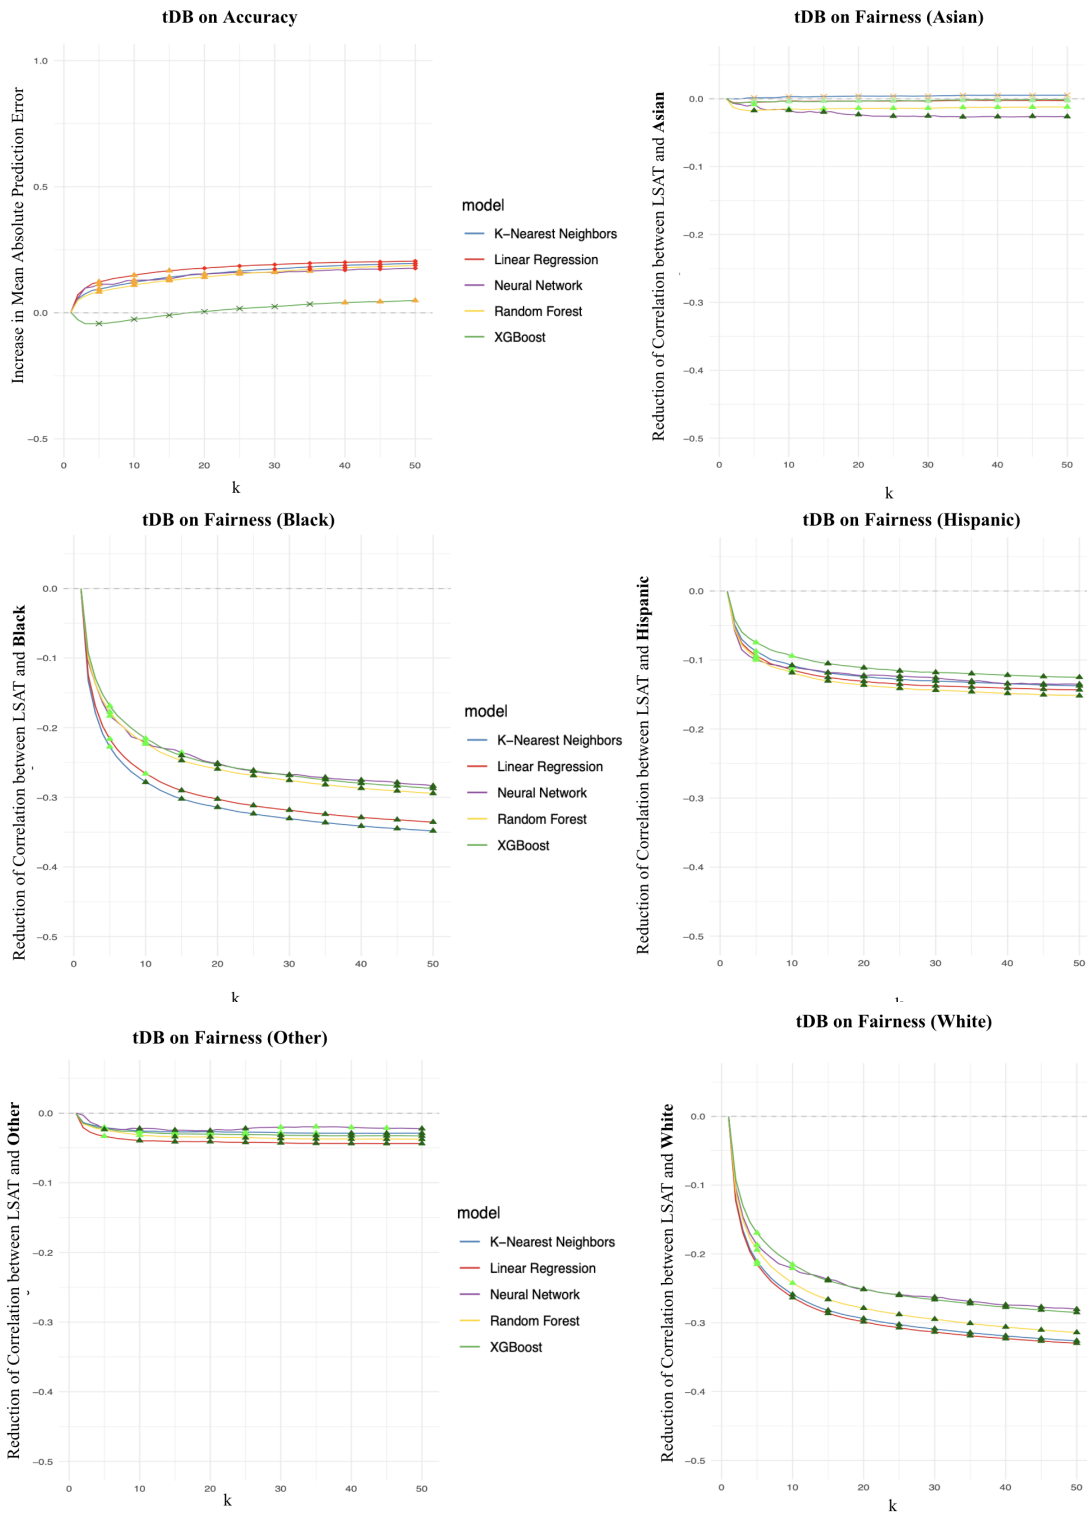 tDB on Accuracy
Increase in Mean Absolute Prediction Error
1.0
0.5
0.0
−0.5
0 10 20 30 40 50
k
model
K−Nearest Neighbors
Linear Regression
Neural Network
Random Forest
XGBoost
tDB on Fairness (Asian)
Reduction of Correlation between LSAT and Asian
0.0
−0.1
−0.2
−0.3
−0.4
−0.5
0 10 20 30 40 50
k
tDB on Fairness (Black)
Reduction of Correlation between LSAT and Black
0.0
−0.1
−0.2
−0.3
−0.4
−0.5
0 10 20 30 40 50
k
model
K−Nearest Neighbors
Linear Regression
Neural Network
Random Forest
XGBoost
tDB on Fairness (Hispanic)
Reduction of Correlation between LSAT and Hispanic
0.0
−0.1
−0.2
−0.3
−0.4
−0.5
0 10 20 30 40 50
tDB on Fairness (Other)
Reduction of Correlation between LSAT and Other
0.0
−0.1
−0.2
−0.3
−0.4
−0.5
0 10 20 30 40 50
k
model
K−Nearest Neighbors
Linear Regression
Neural Network
Random Forest
XGBoost
tDB on Fairness (White)
Reduction of Correlation between LSAT and White
0.0
−0.1
−0.2
−0.3
−0.4
−0.5
0 10 20 30 40 50
k